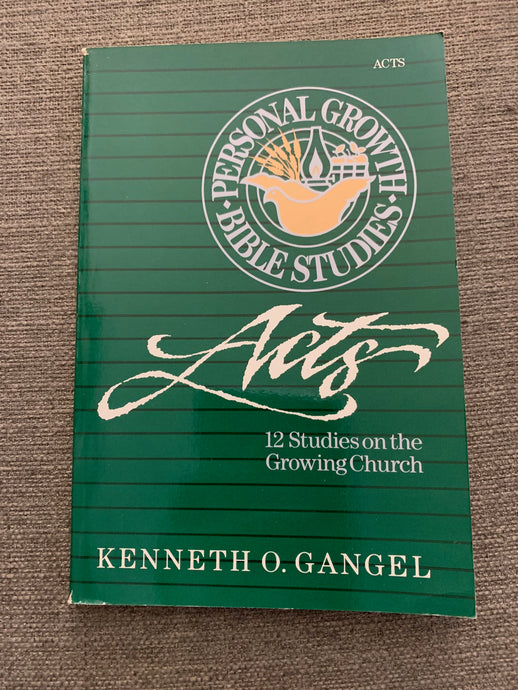 ACTS
• PERSONAL GROWTH •
BIBLE STUDIES
Acts
12 Studies on the
Growing Church
KENNETH O. GANGEL